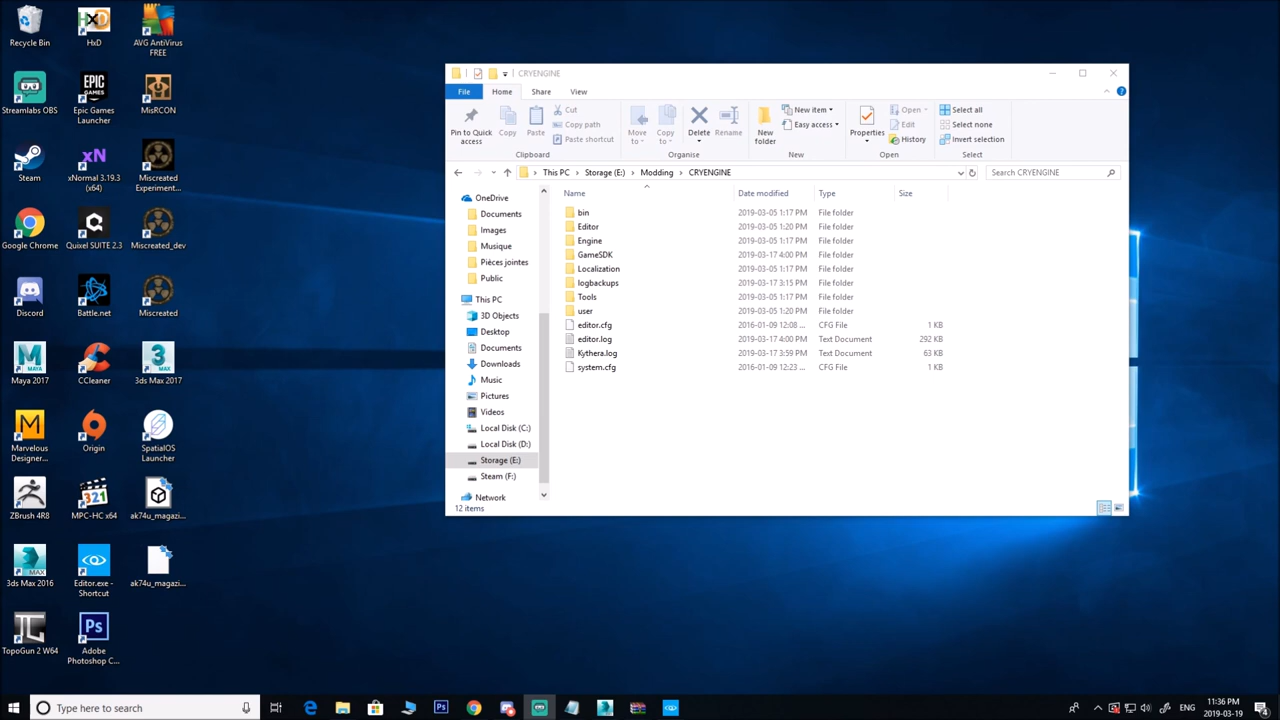 Recycle Bin
HxD
AVG AntiVirus
FREE
Streamlabs OBS
Epic Games
Launcher
MisRCON
Steam
xNormal 3.19.3
(x64)
Miscreated
Experiment...
Google Chrome
Quixel SUITE 2.3
Miscreated_dev
Discord
Battle.net
Miscreated
Maya 2017
CCleaner
3ds Max 2017
Marvelous
Designer...
Origin
SpatialOS
Launcher
ZBrush 4R8
MPC-HC x64
ak74u_magazi...
3ds Max 2016
Editor.exe -
Shortcut
ak74u_magazi...
TopoGun 2 W64
Adobe
Photoshop C...
CRYENGINE
File Home Share View
Pin to Quick
access
Copy
Paste
Cut
Copy path
Paste shortcut
Clipboard
Move
to
Copy
to
Delete
Rename
Organise
New
folder
New item
Easy access
New
Properties
Open
Edit
History
Open
Select all
Select none
Invert selection
Select
This PC Storage (E:) Modding CRYENGINE
Search CRYENGINE
OneDrive
Documents
Images
Musique
Pièces jointes
Public
This PC
3D Objects
Desktop
Documents
Downloads
Music
Pictures
Videos
Local Disk (C:)
Local Disk (D:)
Storage (E:)
Steam (F:)
Network
Name Date modified Type Size
bin 2019-03-05 1:17 PM File folder
Editor 2019-03-05 1:20 PM File folder
Engine 2019-03-05 1:17 PM File folder
GameSDK 2019-03-17 4:00 PM File folder
Localization 2019-03-05 1:17 PM File folder
logbackups 2019-03-17 3:15 PM File folder
Tools 2019-03-05 1:17 PM File folder
user 2019-03-05 1:20 PM File folder
editor.cfg 2016-01-09 12:08 ... CFG File 1 KB
editor.log 2019-03-17 4:00 PM Text Document 292 KB
Kythera.log 2019-03-17 3:59 PM Text Document 63 KB
system.cfg 2016-01-09 12:23 ... CFG File 1 KB
12 items
Type here to search
ENG
11:36 PM
2019-03-19
4